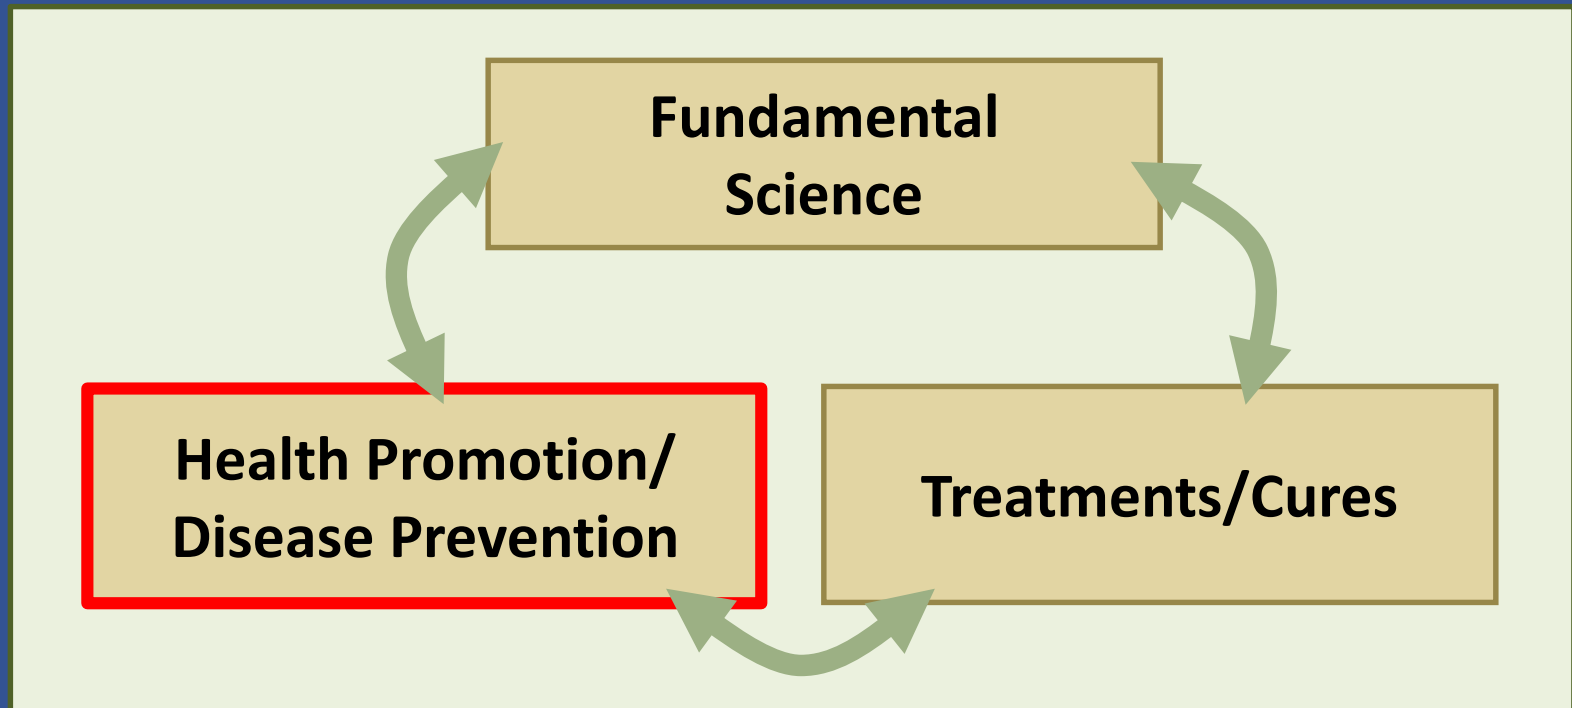 Fundamental
Science
Health Promotion/
Disease Prevention
Treatments/Cures